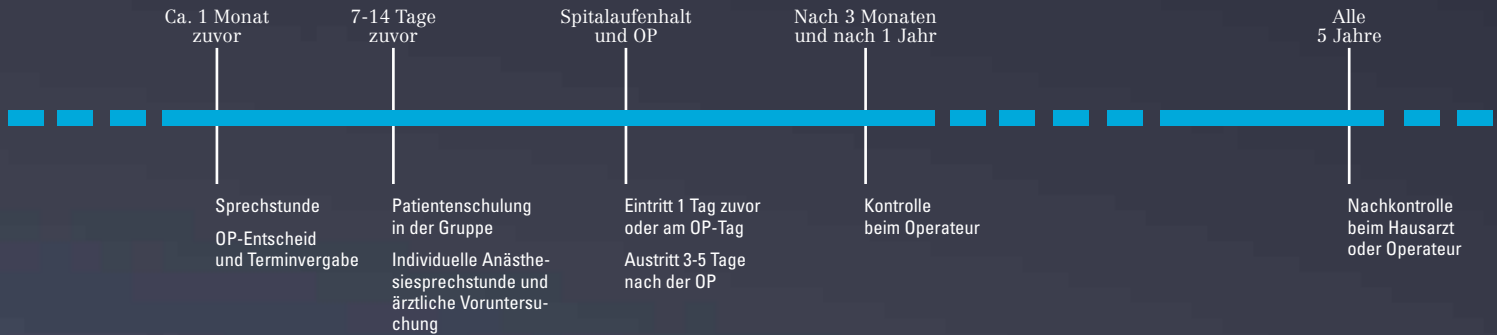 Ca. 1 Monat
zuvor
7-14 Tage
zuvor
Spitalaufenhalt
und OP
Nach 3 Monaten
und nach 1 Jahr
Alle
5 Jahre
Sprechstunde
OP-Entscheid
und Terminvergabe
Patientenschulung
in der Gruppe
Individuelle Anästhe-
siesprechstunde und
ärztliche Voruntersu-
chung
Eintritt 1 Tag zuvor
oder am OP-Tag
Austritt 3-5 Tage
nach der OP
Kontrolle
beim Operateur
Nachkontrolle
beim Hausarzt
oder Operateur